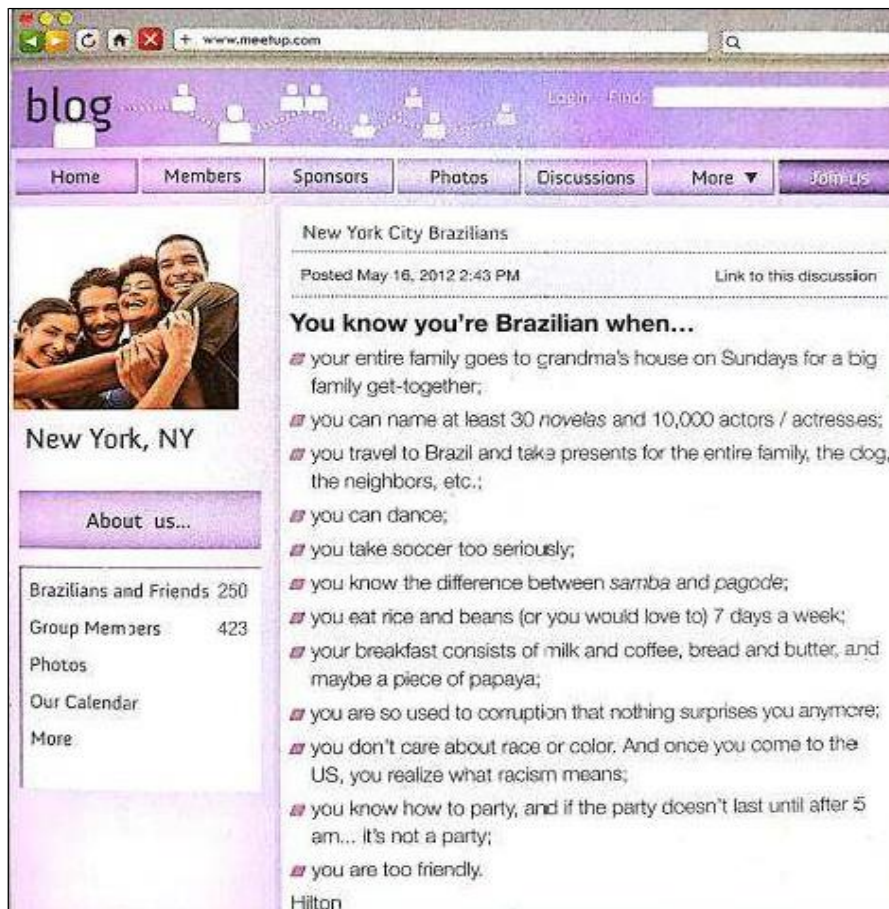 www.meetup.com
blog
Login Find
Home Members Sponsors Photos Discussions More ▼ Join us
New York City Brazilians
Posted May 16, 2012 2:43 PM Link to this discussion
You know you're Brazilian when...
your entire family goes to grandma's house on Sundays for a big
family get-together;
you can name at least 30 novelas and 10,000 actors / actresses;
you travel to Brazil and take presents for the entire family, the dog,
the neighbors, etc.;
you can dance;
you take soccer too seriously;
you know the difference between samba and pagode;
you eat rice and beans (or you would love to) 7 days a week;
your breakfast consists of milk and coffee, bread and butter, and
maybe a piece of papaya;
you are so used to corruption that nothing surprises you anymore;
you don't care about race or color. And once you come to the
US, you realize what racism means;
you know how to party, and if the party doesn't last until after 5
am... it's not a party;
you are too friendly.
Hilton
New York, NY
About us...
Brazilians and Friends 250
Group Members 423
Photos
Our Calendar
More